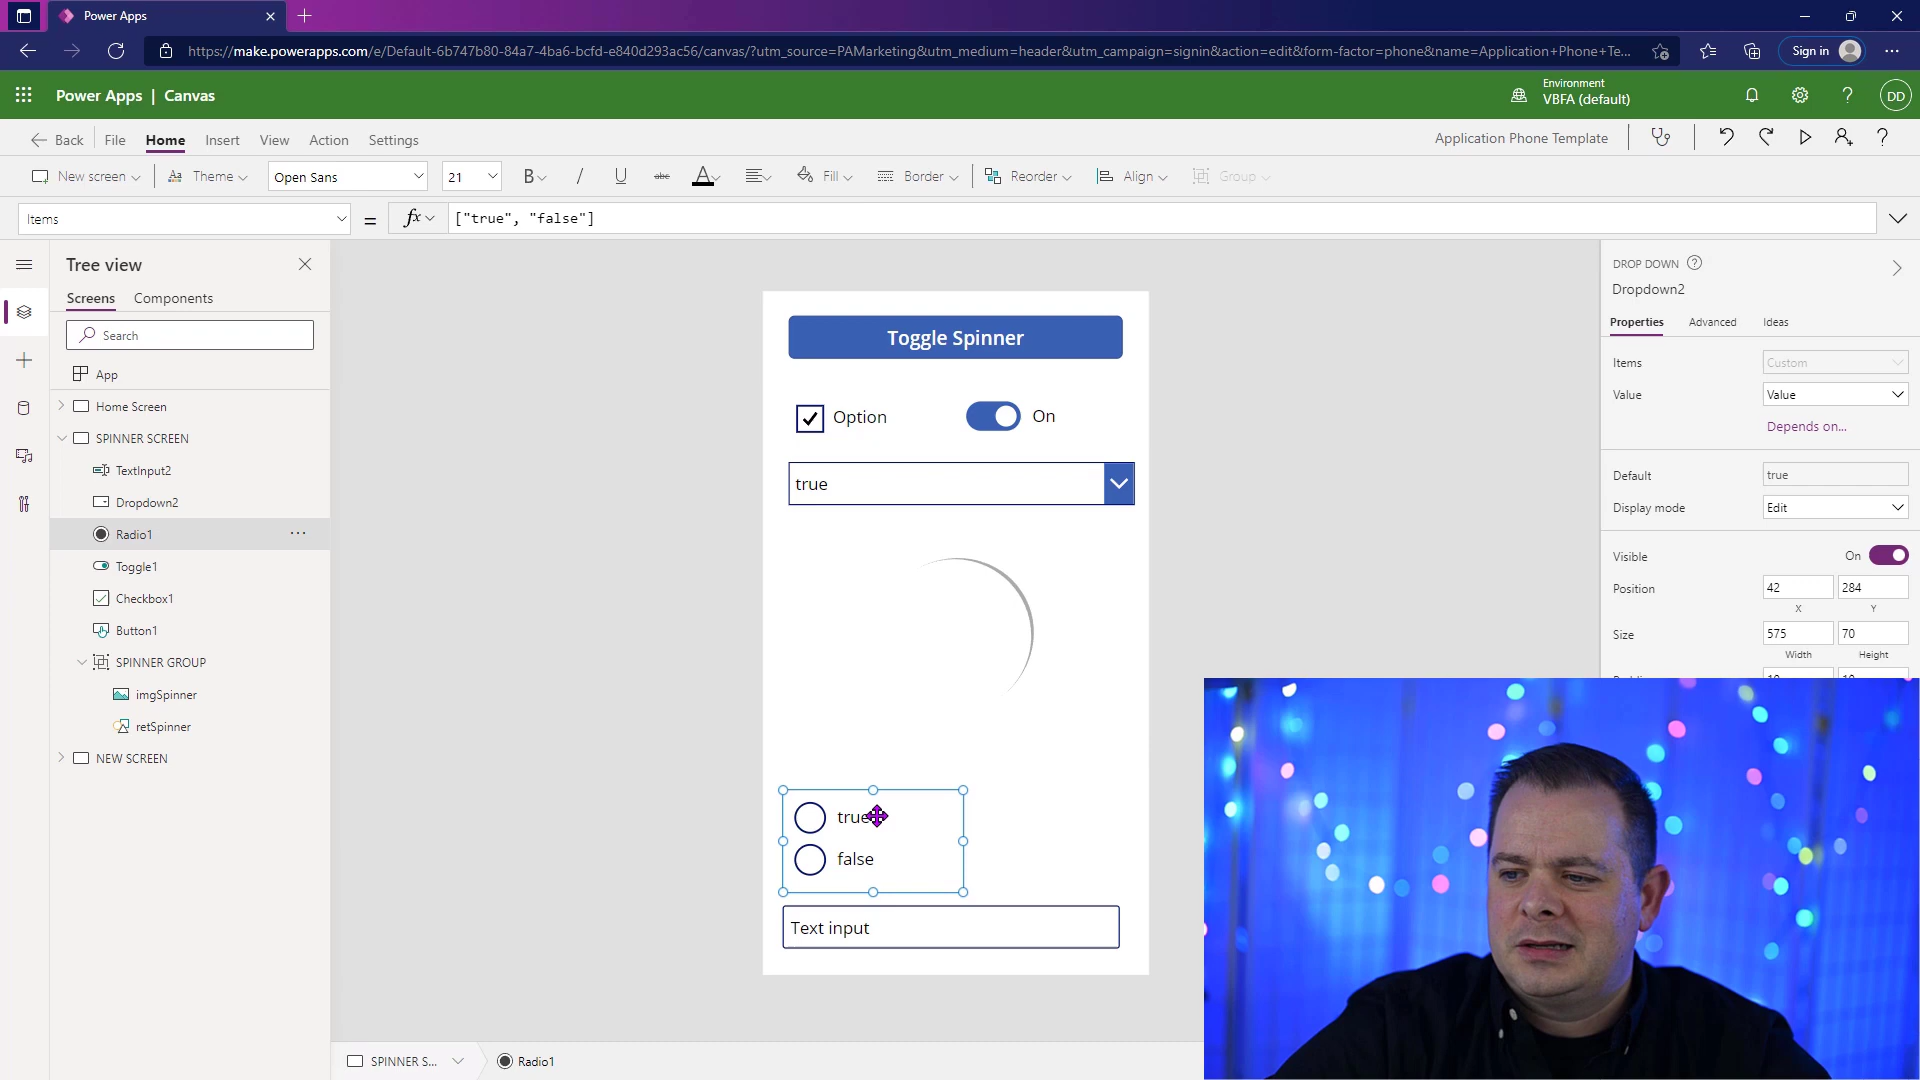 Power Apps
https://make.powerapps.com/e/Default-6b747b80-84a7-4ba6-bcfd-e840d293ac56/canvas/?utm_source=PAMarketing&utm_medium=header&utm_campaign=signin&action=edit&form-factor=phone&name=Application+Phone+Te...
Sign in
Power Apps | Canvas
Environment
VBFA (default)
DD
Back File Home Insert View Action Settings
Application Phone Template
New screen Theme Open Sans 21 B / U abc A Fill Border Reorder Align Group
Items = fx ["true", "false"]
Tree view
Screens Components
Search
App
Home Screen
SPINNER SCREEN
TextInput2
Dropdown2
Radio1
Toggle1
Checkbox1
Button1
SPINNER GROUP
imgSpinner
retSpinner
NEW SCREEN
Toggle Spinner
Option On
true
true
false
Text input
SPINNER S... Radio1
DROP DOWN
Dropdown2
Properties Advanced Ideas
Items Custom
Value Value
Depends on...
Default true
Display mode Edit
Visible On
Position 42 284
X Y
Size 575 70
Width Height